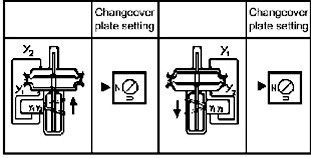 Changeover
plate setting
Changeover
plate setting
Y₂
Y₁
N
Y₁
Y₂
N